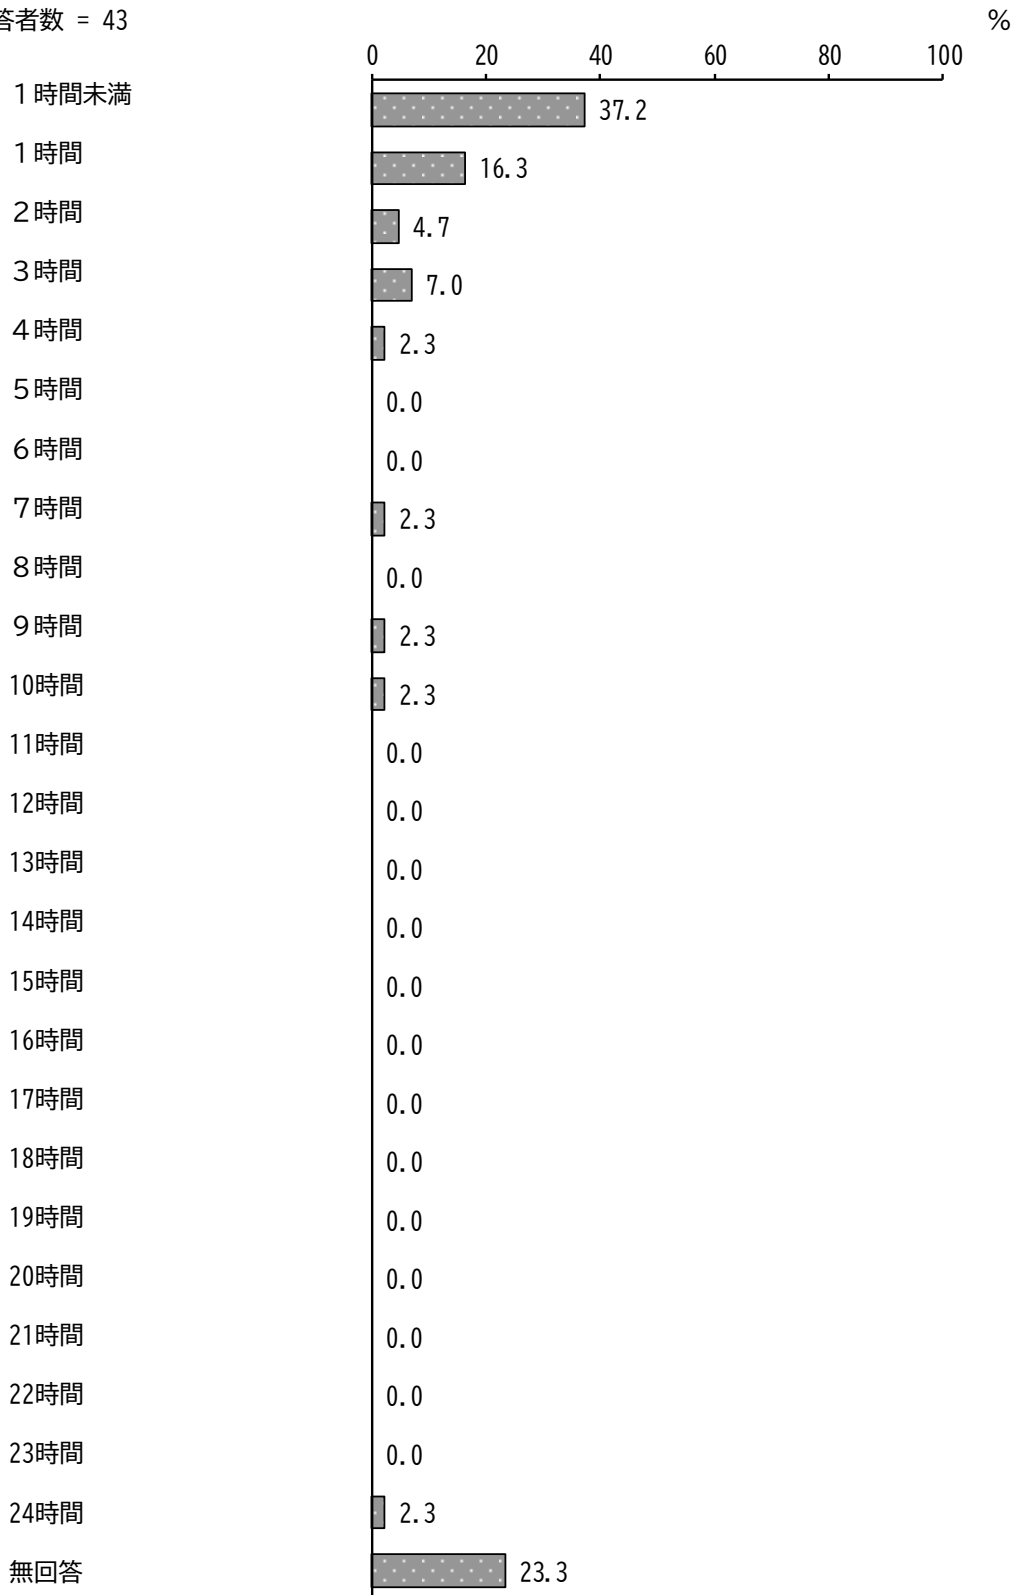 答者数 = 43
%
0 20 40 60 80 100
１時間未満 37.2
１時間 16.3
２時間 4.7
３時間 7.0
４時間 2.3
５時間 0.0
６時間 0.0
７時間 2.3
８時間 0.0
９時間 2.3
10時間 2.3
11時間 0.0
12時間 0.0
13時間 0.0
14時間 0.0
15時間 0.0
16時間 0.0
17時間 0.0
18時間 0.0
19時間 0.0
20時間 0.0
21時間 0.0
22時間 0.0
23時間 0.0
24時間 2.3
無回答 23.3